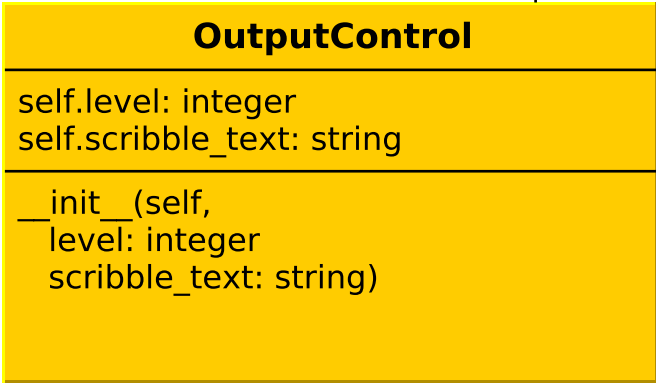 OutputControl
self.level: integer
self.scribble_text: string
__init__(self,
level: integer
scribble_text: string)